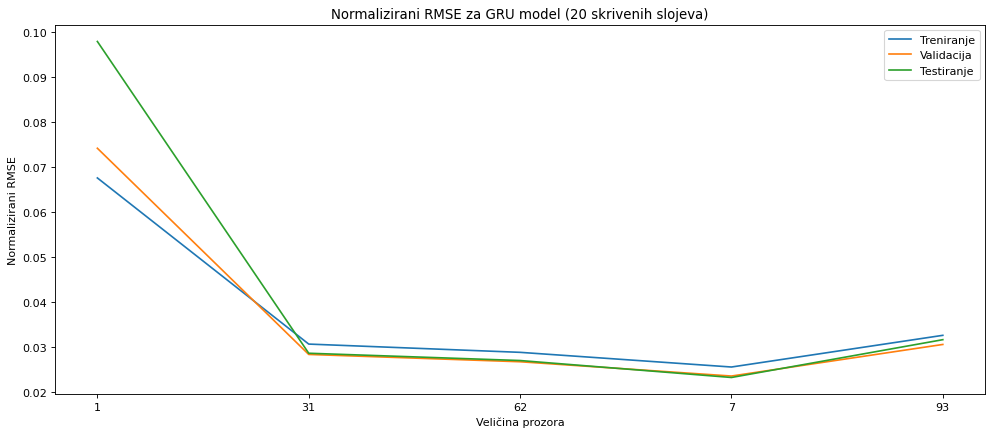 Normalizirani RMSE za GRU model (20 skrivenih slojeva)
Treniranje
Validacija
Testiranje
Normalizirani RMSE
0.10
0.09
0.08
0.07
0.06
0.05
0.04
0.03
0.02
1
31
62
7
93
Veličina prozora